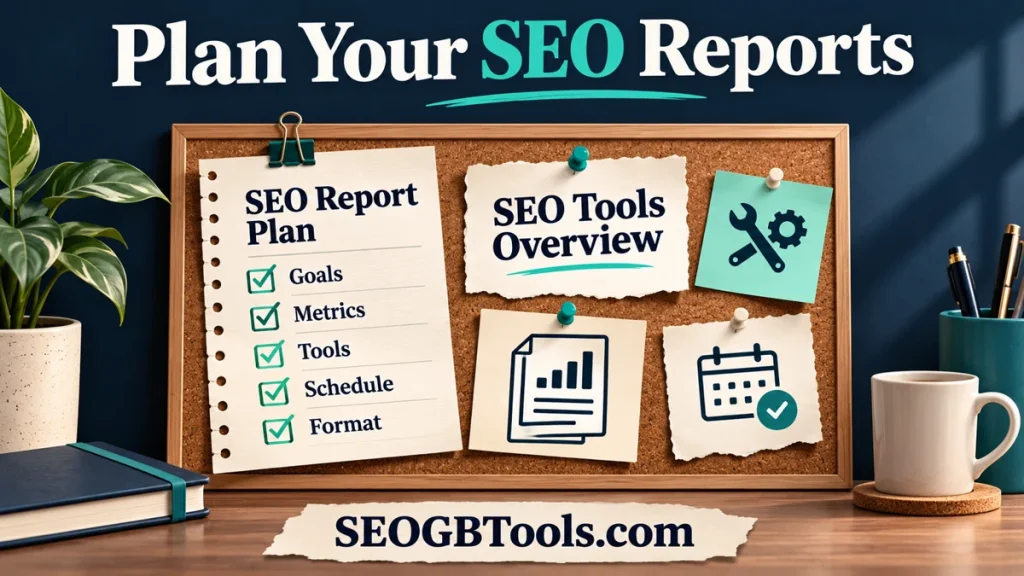 Plan Your SEO Reports
SEO Report
Plan
Goals
Metrics
Tools
Schedule
Format
SEO Tools
Overview
SEOGBTools.com